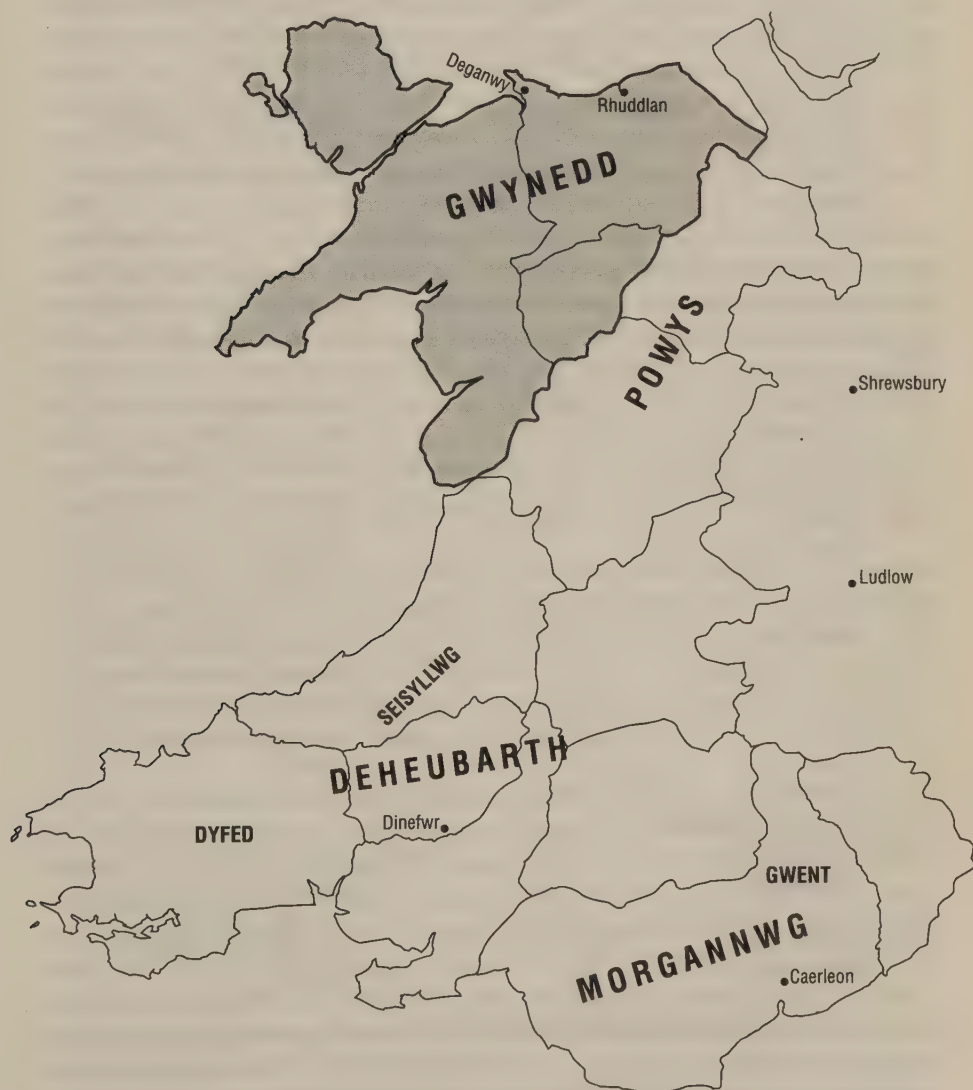 Deganwy
Rhuddlan
GWYNEDD
POWYS
Shrewsbury
Ludlow
SEISYLLWG
DEHEUBARTH
Dinefwr
DYFED
GWENT
MORGANNWG
Caerleon